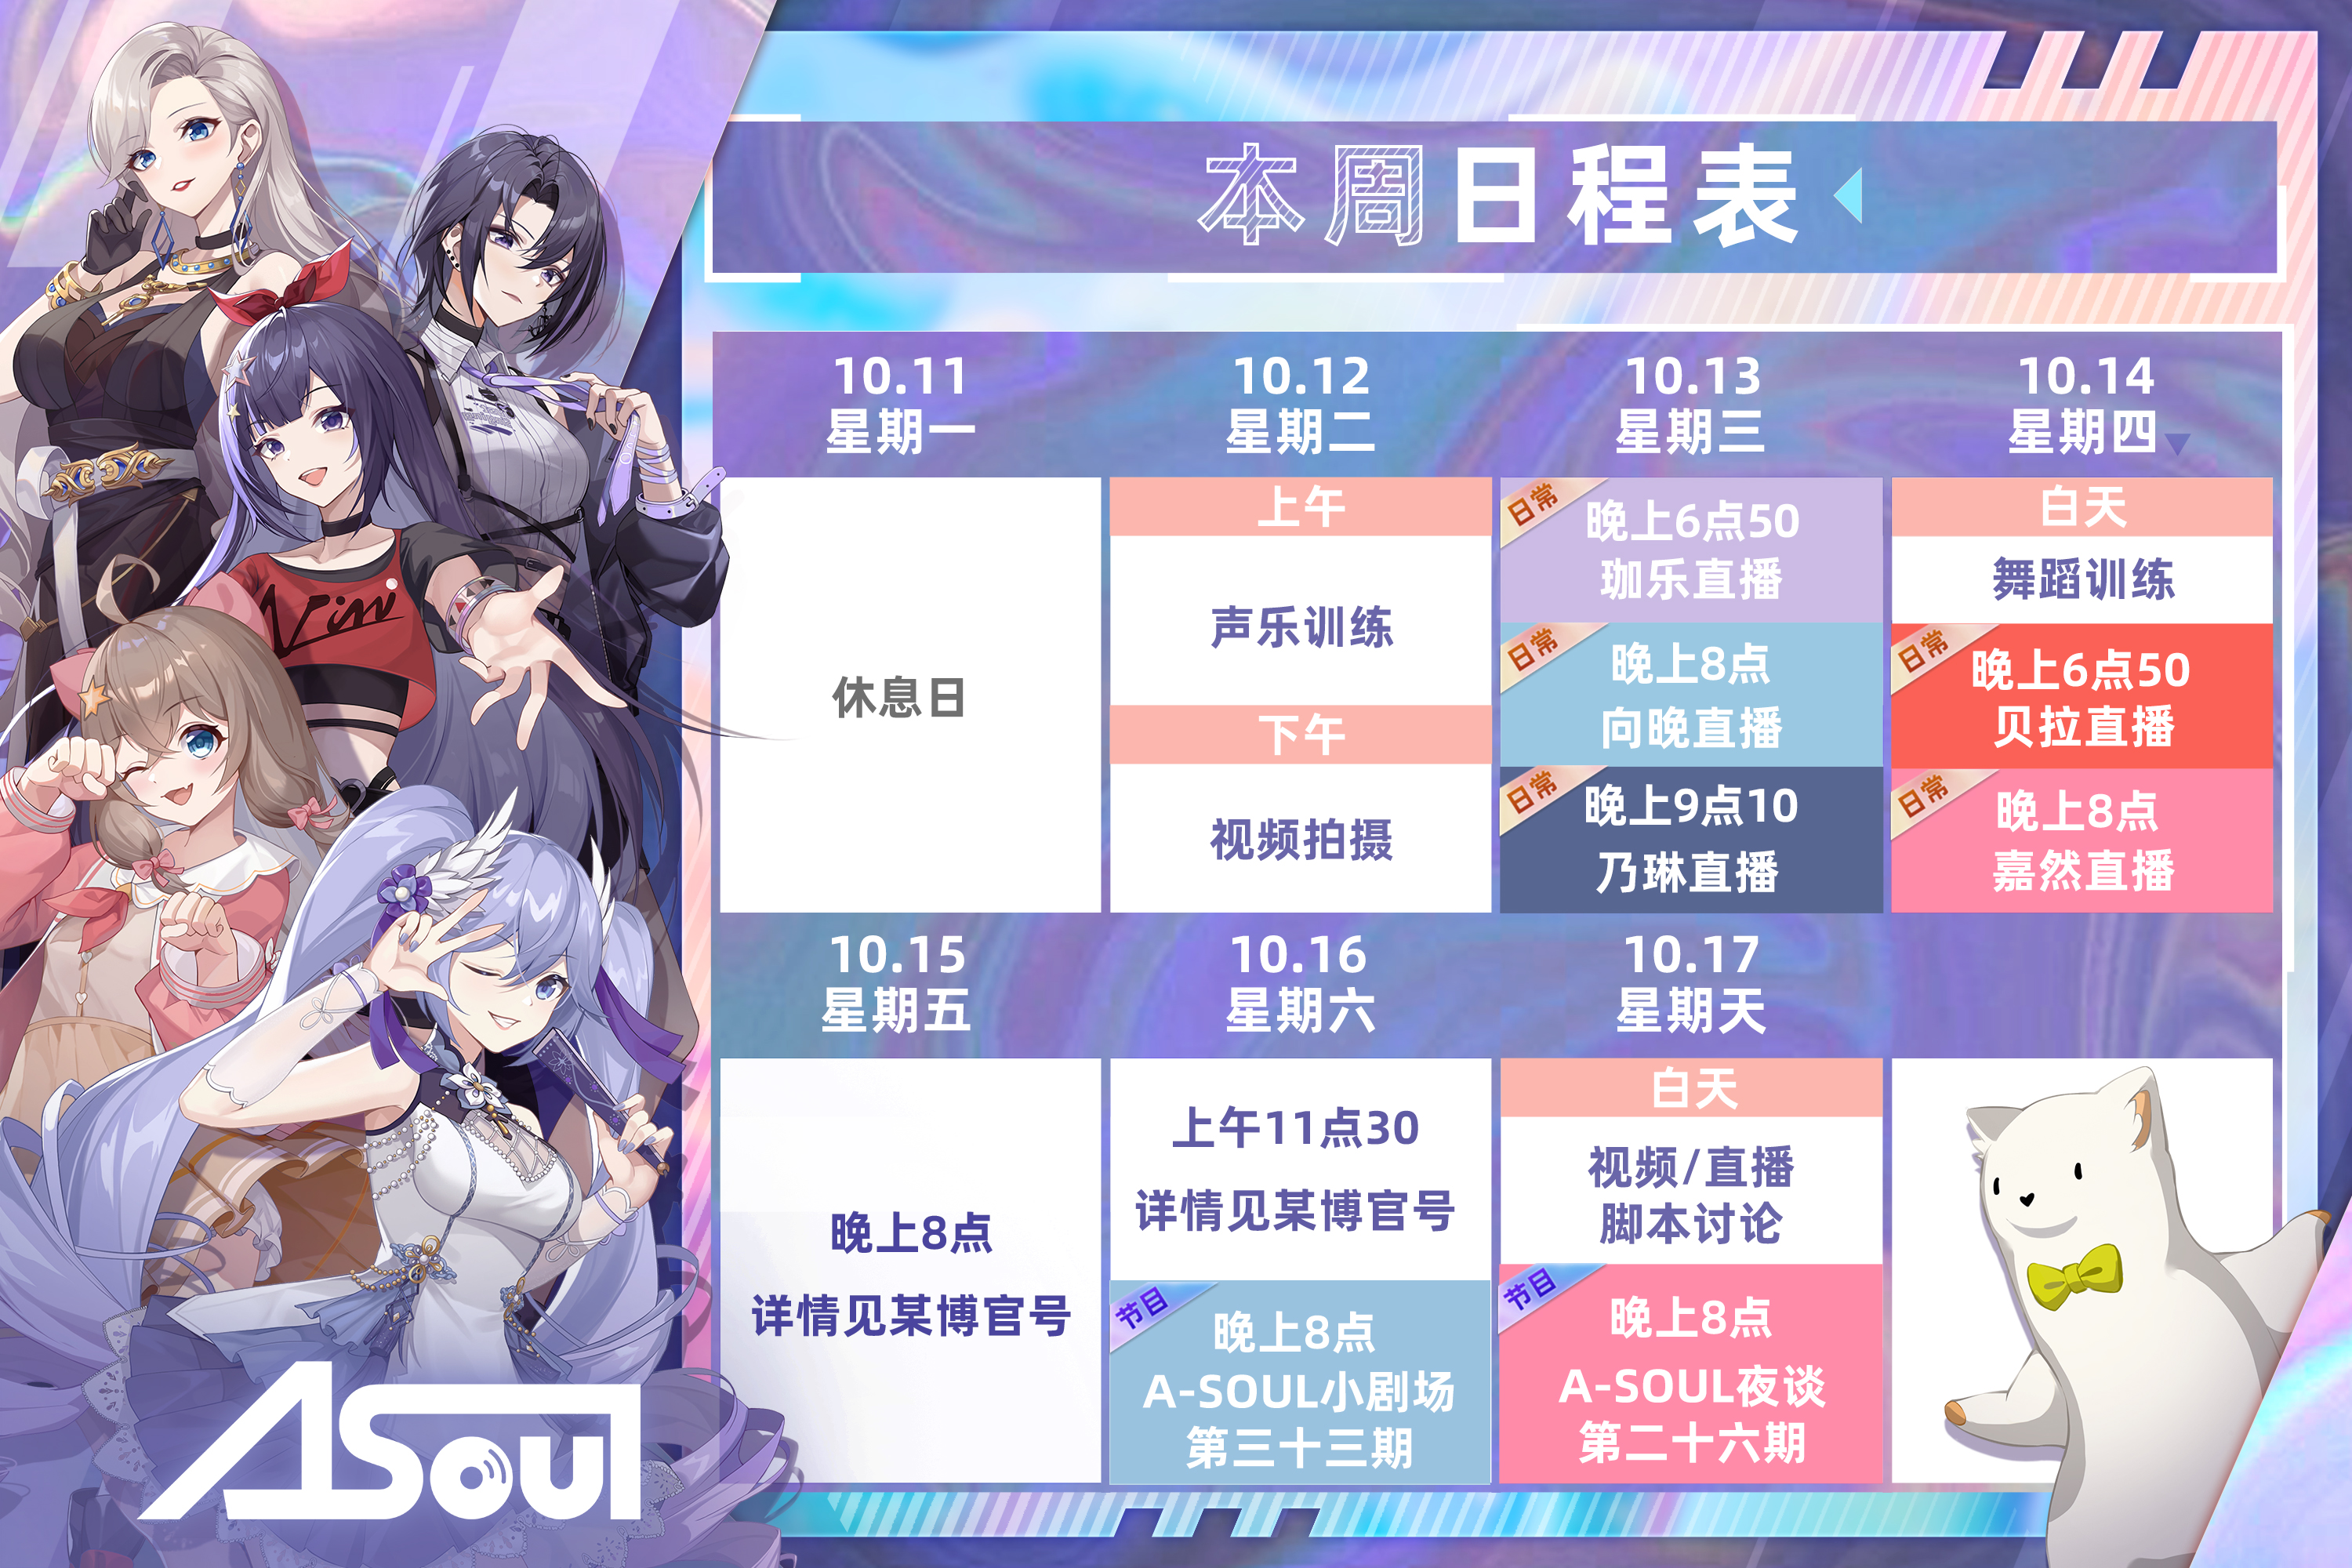 本周日程表
10.11
星期一
休息日
10.12
星期二
上午
声乐训练
下午
视频拍摄
10.13
星期三
日常
晚上6点50
珈乐直播
日常
晚上8点
向晚直播
日常
晚上9点10
乃琳直播
10.14
星期四
白天
舞蹈训练
日常
晚上6点50
贝拉直播
日常
晚上8点
嘉然直播
10.15
星期五
晚上8点
详情见某博官号
10.16
星期六
上午11点30
详情见某博官号
节目
晚上8点
A-SOUL小剧场
第三十三期
10.17
星期天
白天
视频/直播
脚本讨论
节目
晚上8点
A-SOUL夜谈
第二十六期
ASoul